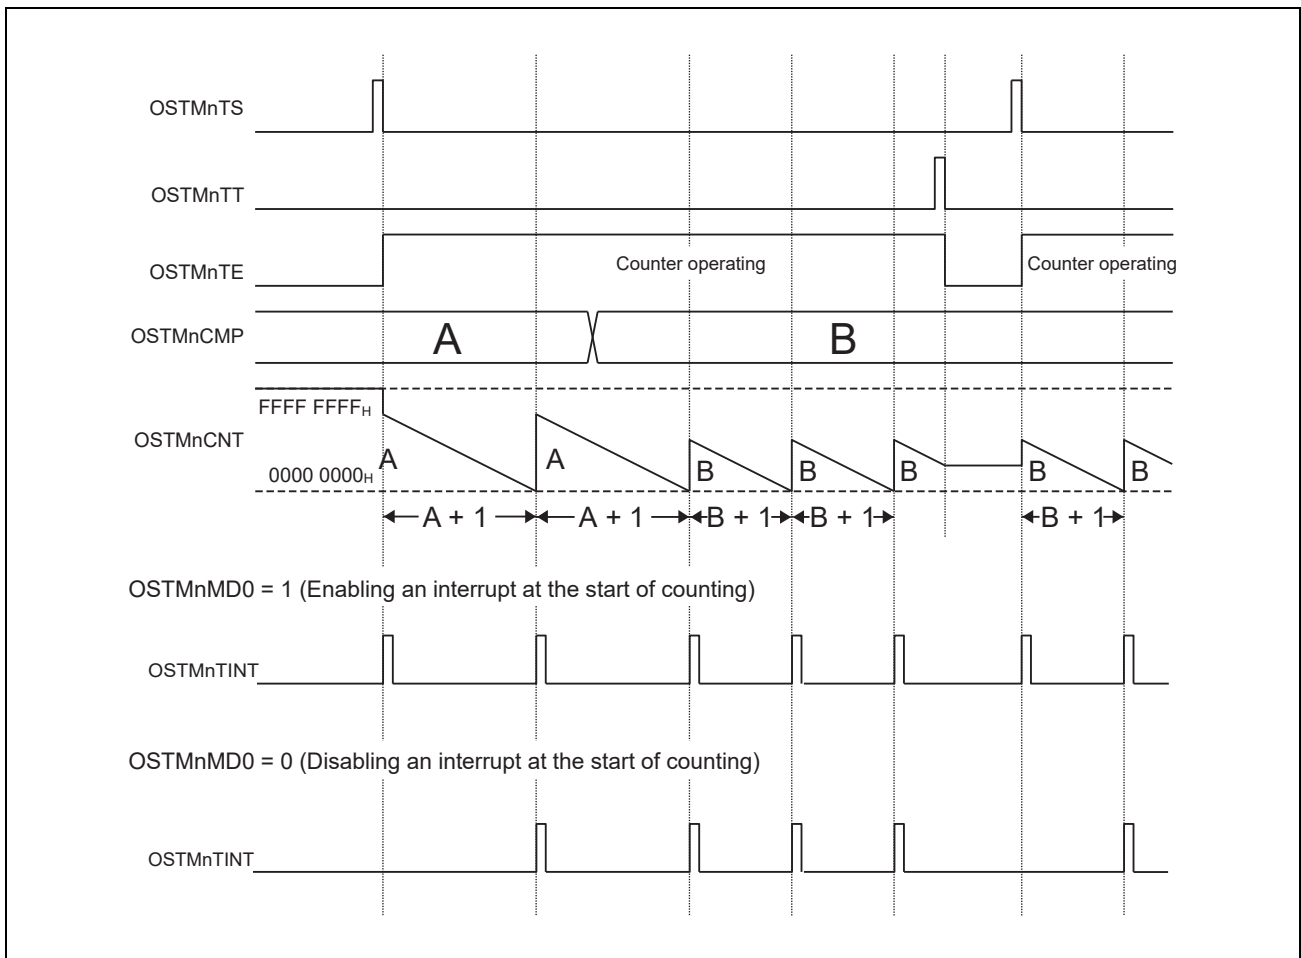 OSTMnTS
OSTMnTT
OSTMnTE
Counter operating
Counter operating
OSTMnCMP
A
B
FFFF FFFFH
OSTMnCNT
0000 0000H
A
A
B
B
B
B
B
A + 1
A + 1
B + 1
B + 1
B + 1
OSTMnMD0 = 1 (Enabling an interrupt at the start of counting)
OSTMnTINT
OSTMnMD0 = 0 (Disabling an interrupt at the start of counting)
OSTMnTINT